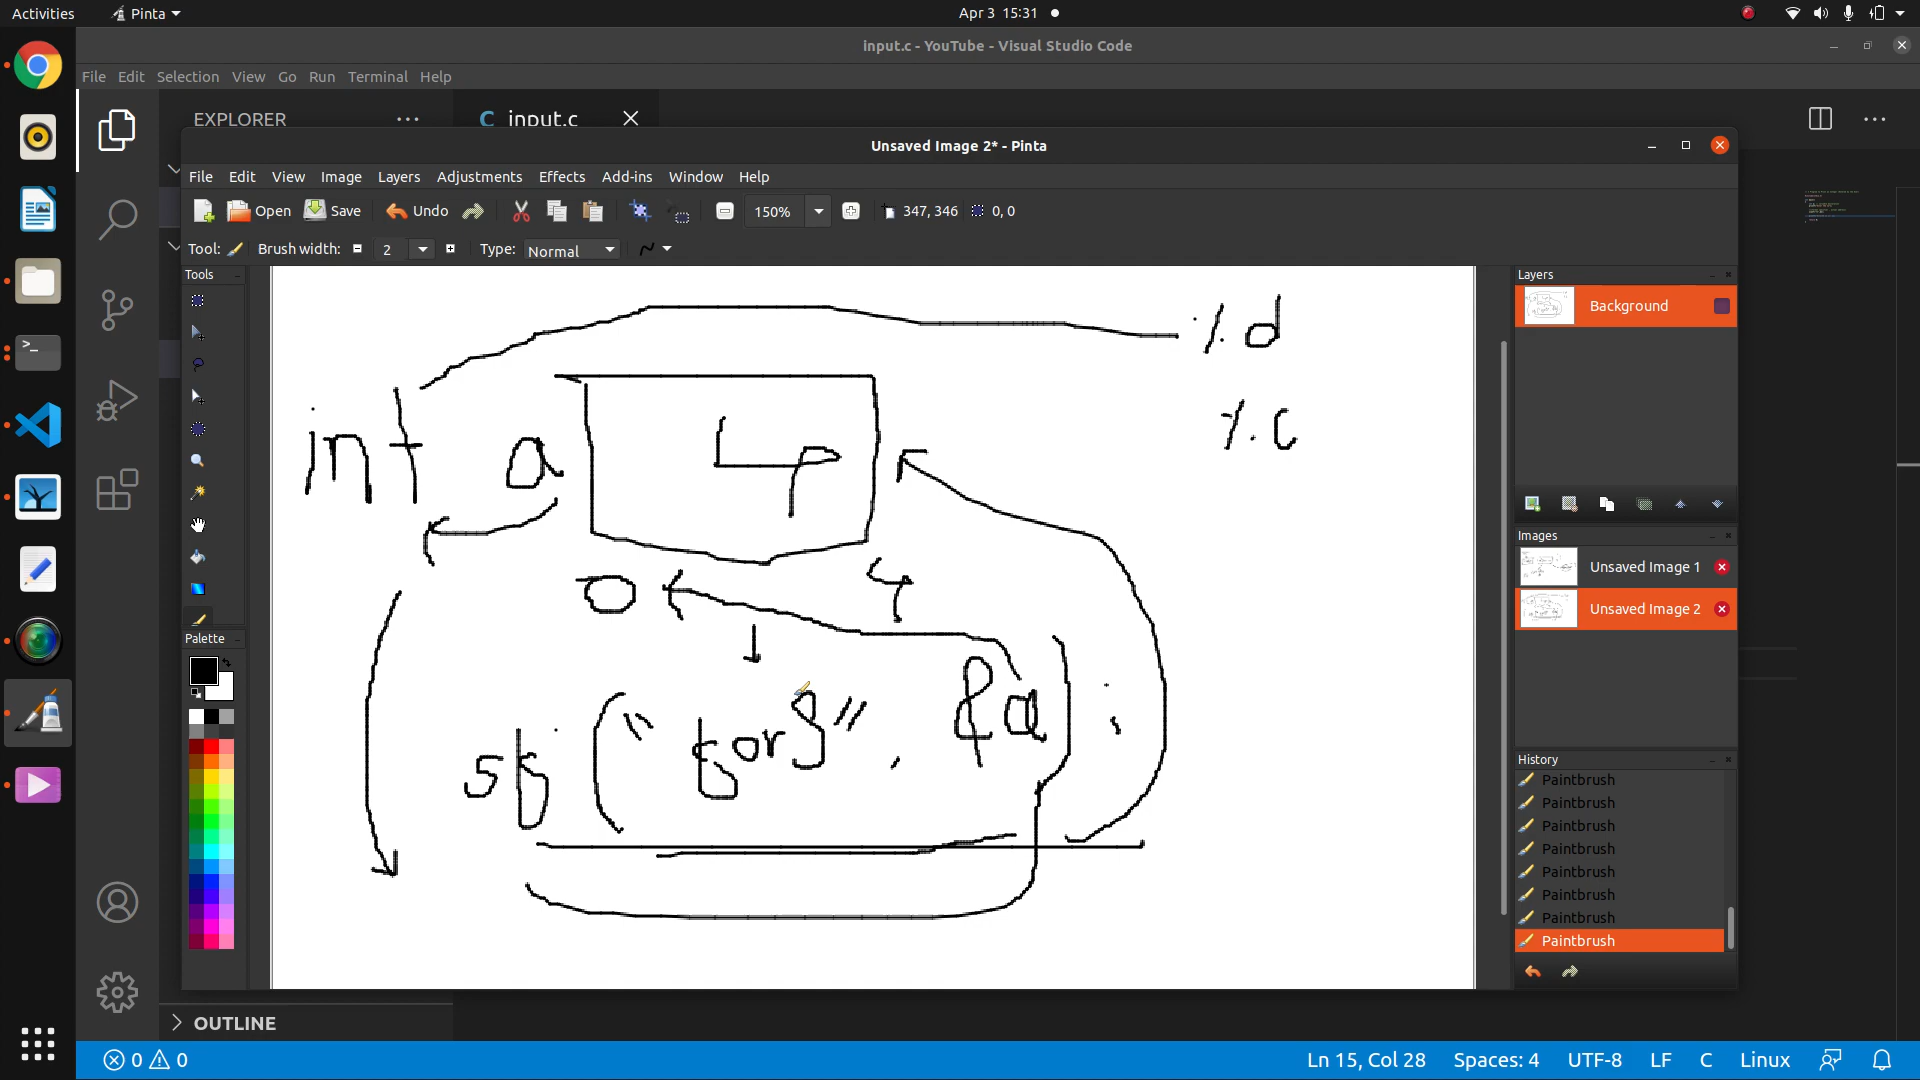 Activities
Pinta
Apr 3 15:31
input.c - YouTube - Visual Studio Code
File Edit Selection View Go Run Terminal Help
EXPLORER
input.c
Unsaved Image 2* - Pinta
File Edit View Image Layers Adjustments Effects Add-ins Window Help
Open Save Undo 150% 347, 346 0, 0
Tool: Brush width: 2 Type: Normal
Tools
Palette
%d
%c
int a 4
0 4
sf (" for8", &a) ;
Layers
Background
Images
Unsaved Image 1
Unsaved Image 2
History
Paintbrush
Paintbrush
Paintbrush
Paintbrush
Paintbrush
Paintbrush
Paintbrush
Paintbrush
OUTLINE
0 0
Ln 15, Col 28 Spaces: 4 UTF-8 LF C Linux